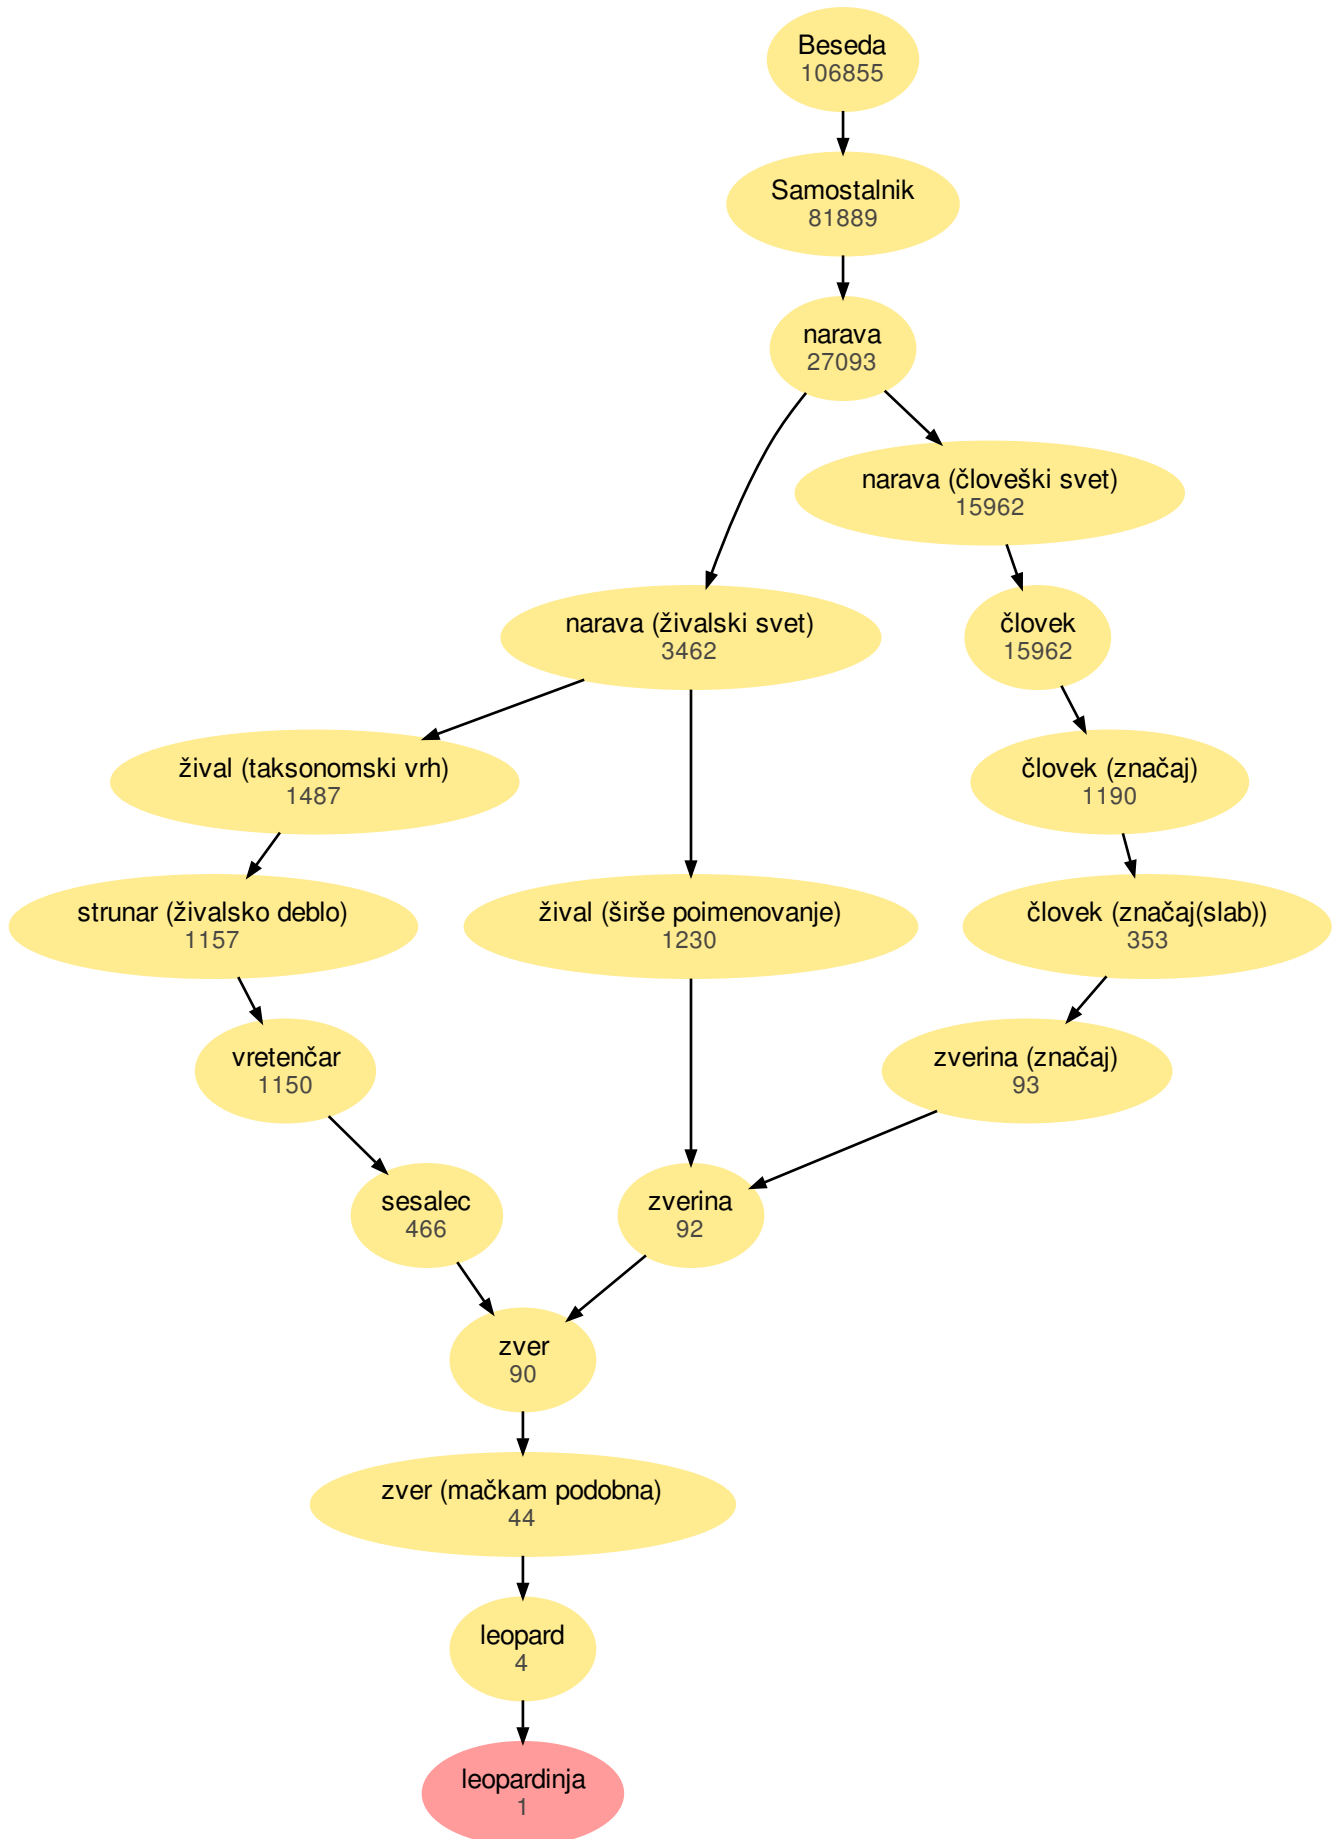 Beseda
106855
Samostalnik
81889
narava
27093
narava (človeški svet)
15962
narava (živalski svet)
3462
človek
15962
žival (taksonomski vrh)
1487
človek (značaj)
1190
strunar (živalsko deblo)
1157
žival (širše poimenovanje)
1230
človek (značaj(slab))
353
vretenčar
1150
zverina (značaj)
93
sesalec
466
zverina
92
zver
90
zver (mačkam podobna)
44
leopard
4
leopardinja
1